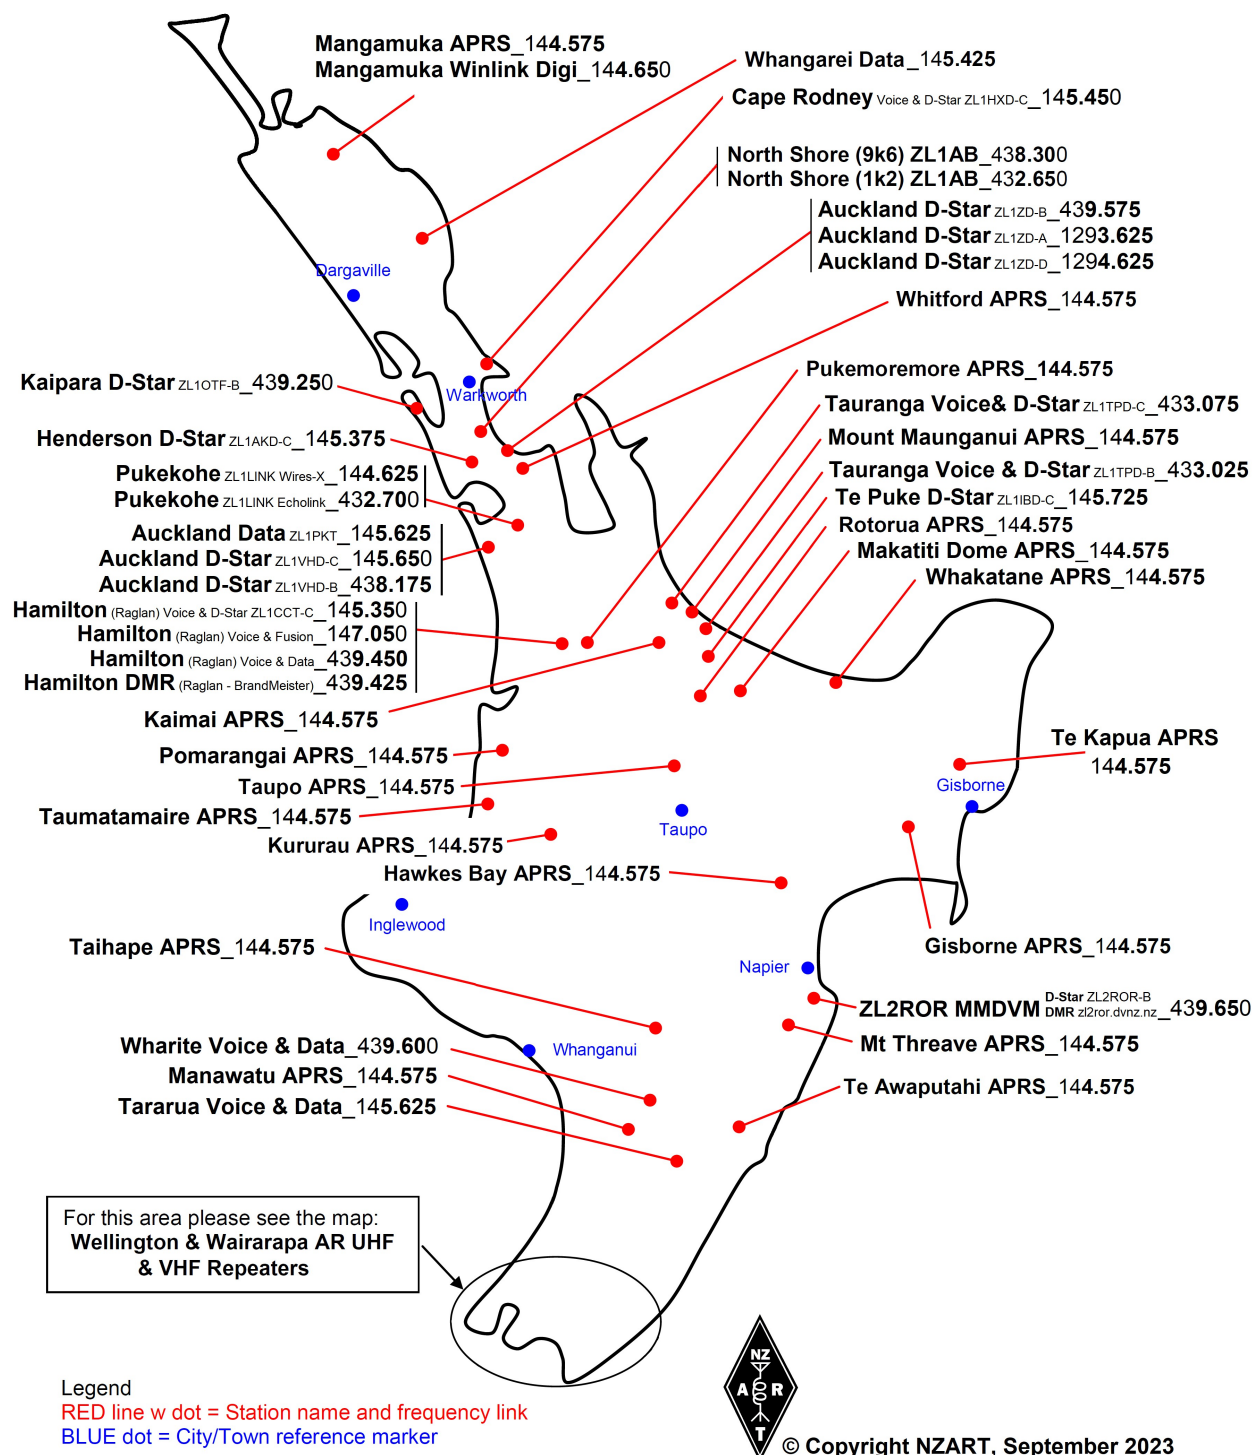 Mangamuka APRS_144.575
Mangamuka Winlink Digi_144.650
Whangarei Data_145.425
Cape Rodney Voice & D-Star ZL1HXD-C_145.450
North Shore (9k6) ZL1AB_438.300
North Shore (1k2) ZL1AB_432.650
Auckland D-Star ZL1ZD-B_439.575
Auckland D-Star ZL1ZD-A_1293.625
Auckland D-Star ZL1ZD-D_1294.625
Dargaville
Whitford APRS_144.575
Kaipara D-Star ZL1OTF-B_439.250
Warkworth
Pukemoremore APRS_144.575
Tauranga Voice& D-Star ZL1TPD-C_433.075
Henderson D-Star ZL1AKD-C_145.375
Mount Maunganui APRS_144.575
Pukekohe ZL1LINK Wires-X_144.625
Tauranga Voice & D-Star ZL1TPD-B_433.025
Pukekohe ZL1LINK Echolink_432.700
Te Puke D-Star ZL1IBD-C_145.725
Auckland Data ZL1PKT_145.625
Rotorua APRS_144.575
Auckland D-Star ZL1VHD-C_145.650
Makatiti Dome APRS_144.575
Auckland D-Star ZL1VHD-B_438.175
Whakatane APRS_144.575
Hamilton (Raglan) Voice & D-Star ZL1CCT-C_145.350
Hamilton (Raglan) Voice & Fusion_147.050
Hamilton (Raglan) Voice & Data_439.450
Hamilton DMR (Raglan - BrandMeister)_439.425
Kaimai APRS_144.575
Pomarangai APRS_144.575
Te Kapua APRS
144.575
Taupo APRS_144.575
Gisborne
Taumatamaire APRS_144.575
Taupo
Kururau APRS_144.575
Hawkes Bay APRS_144.575
Inglewood
Taihape APRS_144.575
Gisborne APRS_144.575
Napier
ZL2ROR MMDVM D-Star ZL2ROR-B
DMR zl2ror.dvnz.nz_439.650
Wharite Voice & Data_439.600
Whanganui
Mt Threave APRS_144.575
Manawatu APRS_144.575
Te Awaputahi APRS_144.575
Tararua Voice & Data_145.625
For this area please see the map:
Wellington & Wairarapa AR UHF
& VHF Repeaters
NZ
A R
T
Legend
RED line w dot = Station name and frequency link
BLUE dot = City/Town reference marker
© Copyright NZART, September 2023